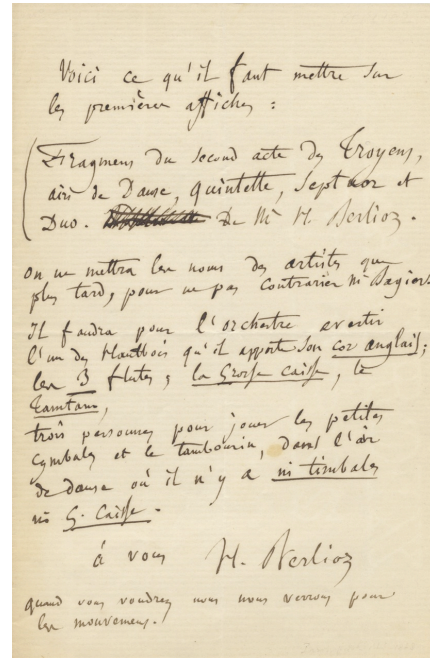 Voici ce qu'il faut mettre sur
les premières affiches :
Fragmens du second acte des Troyens,
airs de Danse, quintette, Septuor et
Duo. De Mr H. Berlioz.
on ne mettra les noms des artistes que
plus tard, pour ne pas contrarier Mr Bagier.
Il faudra pour l'orchestre avertir
l'un des Hautbois qu'il apporte son cor anglais;
les 3 flutes, la Grosse caisse, le
Tamtam,
trois personnes pour jouer les petites
cymbales et le tambourin, dans l'air
de danse où il n'y a ni timbales
ni G. Caisse.
à vous H. Berlioz
quand vous voudrez nous nous verrons pour
les mouvemens.